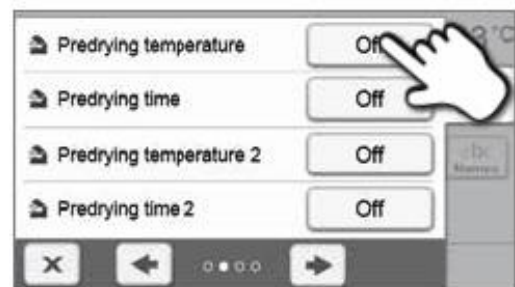 Predrying temperature Off
Predrying time Off
Predrying temperature 2 Off
Predrying time 2 Off